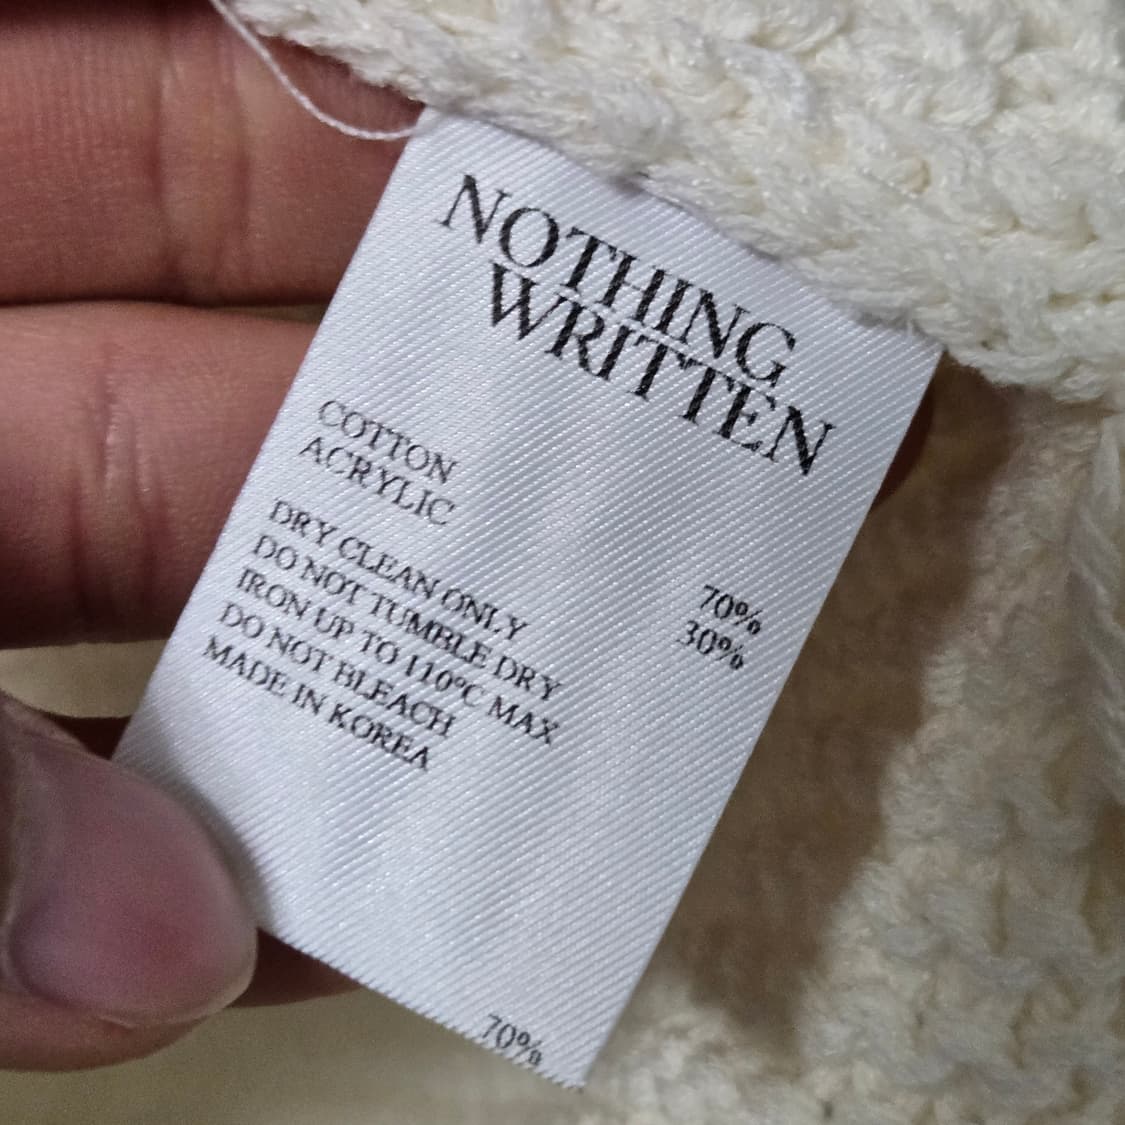 NOTHING
WRITTEN
COTTON 70%
ACRYLIC 30%
DRY CLEAN ONLY
DO NOT TUMBLE DRY
IRON UP TO 110°C MAX
DO NOT BLEACH
MADE IN KOREA
70%